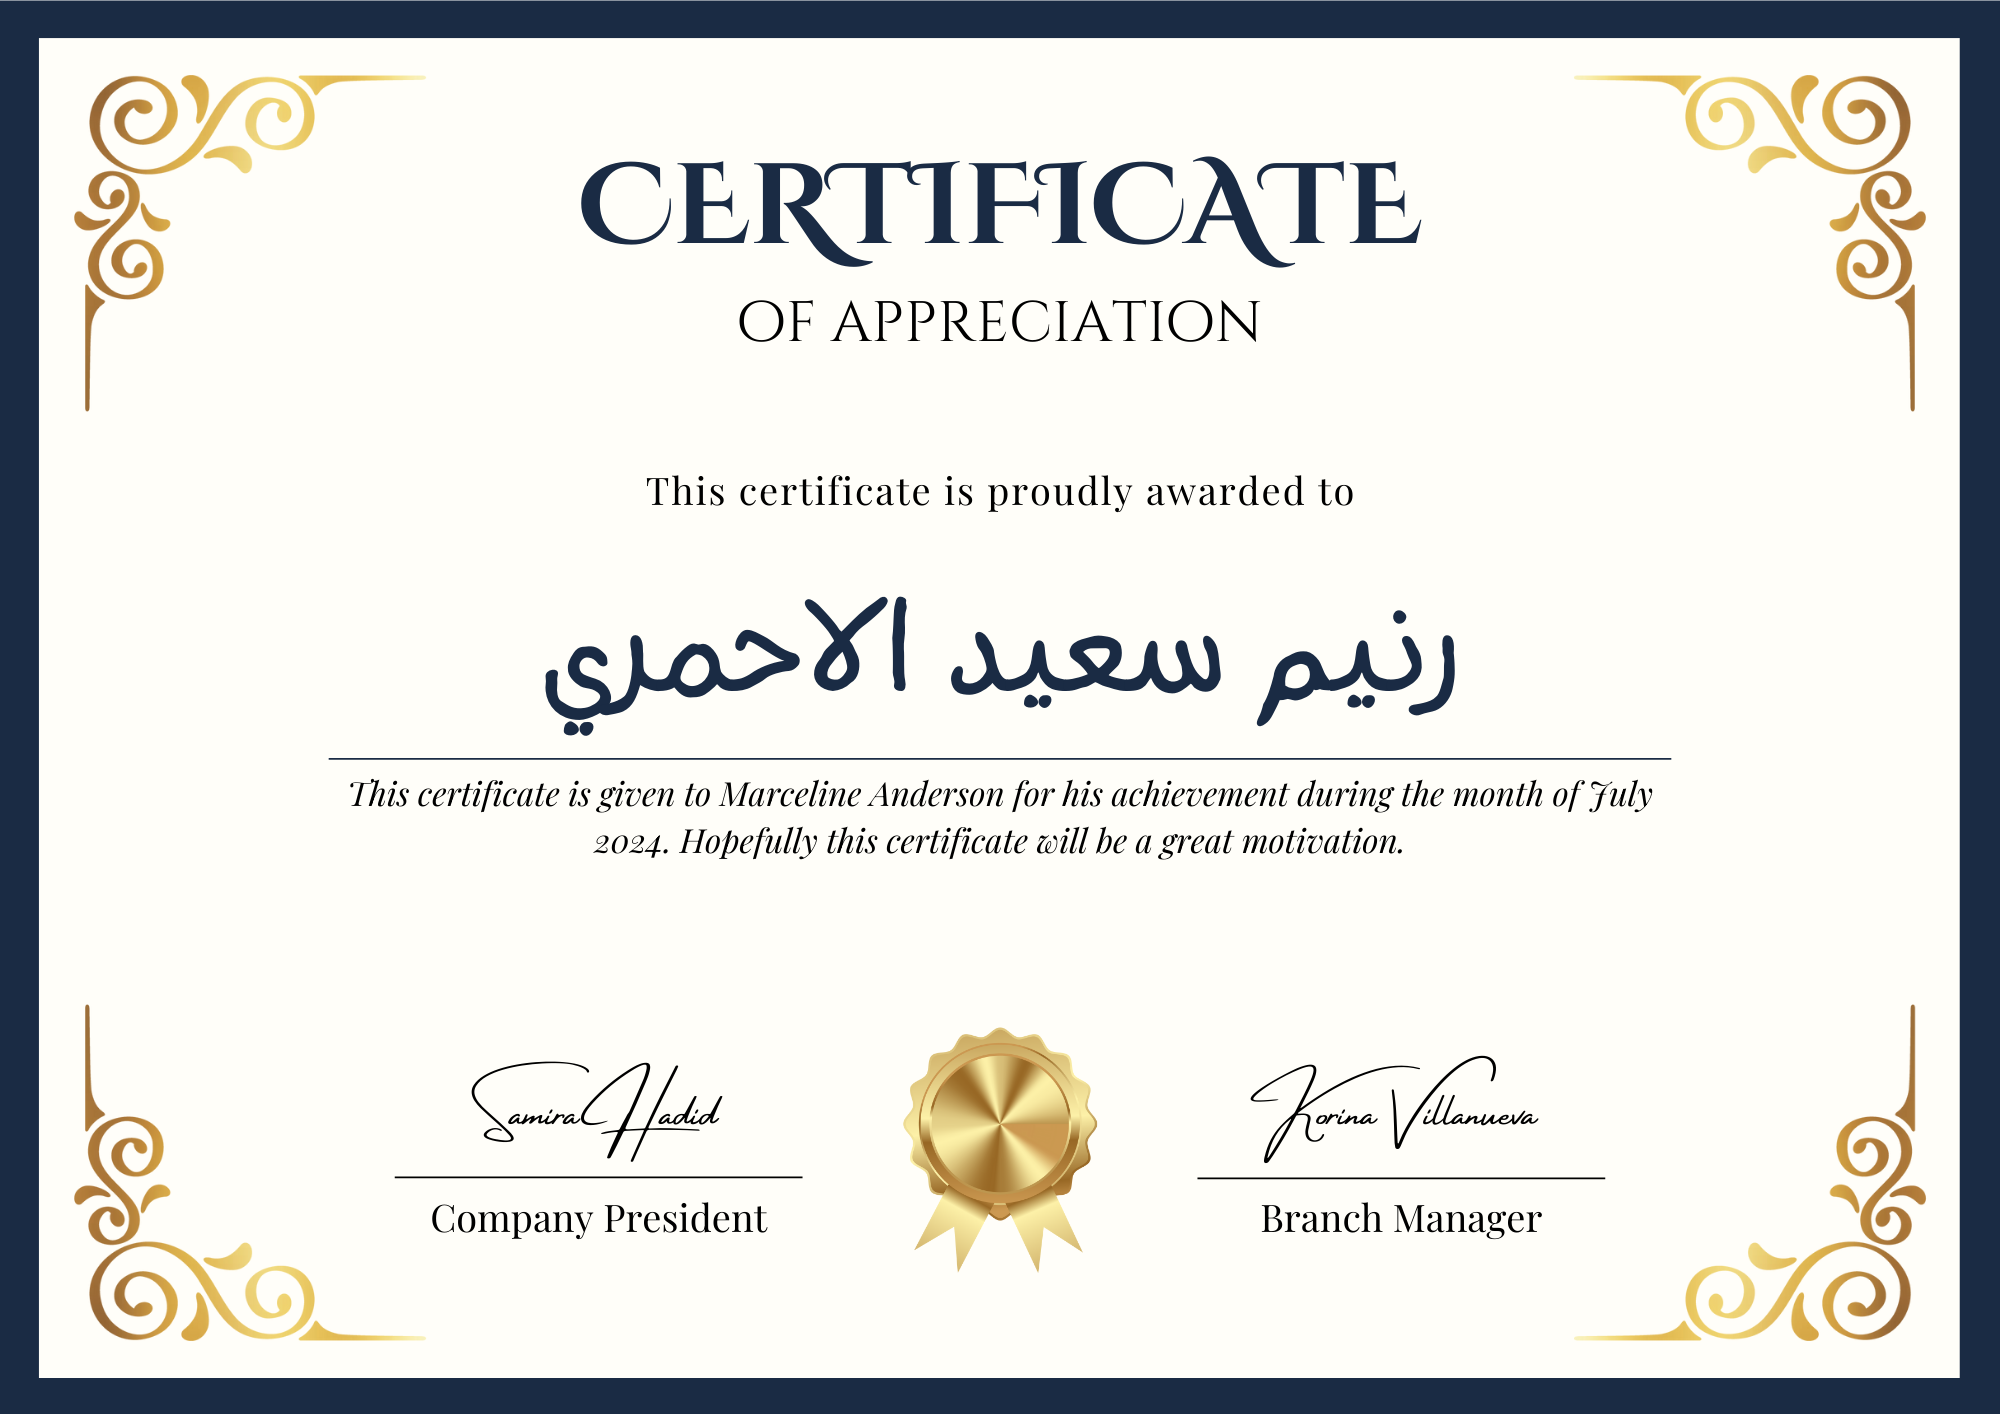 CERTIFICATE
OF APPRECIATION
This certificate is proudly awarded to
رنيم سعيد الاحمري
This certificate is given to Marceline Anderson for his achievement during the month of July
2024. Hopefully this certificate will be a great motivation.
Samira Hadid
Korina Villanueva
Company President
Branch Manager